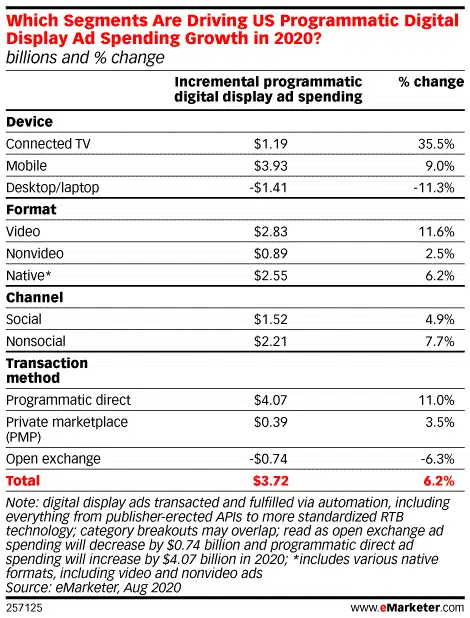 Which Segments Are Driving US Programmatic Digital
Display Ad Spending Growth in 2020?
billions and % change
Incremental programmatic digital display ad spending % change
Device
Connected TV $1.19 35.5%
Mobile $3.93 9.0%
Desktop/laptop -$1.41 -11.3%
Format
Video $2.83 11.6%
Nonvideo $0.89 2.5%
Native* $2.55 6.2%
Channel
Social $1.52 4.9%
Nonsocial $2.21 7.7%
Transaction
method
Programmatic direct $4.07 11.0%
Private marketplace $0.39 3.5%
(PMP)
Open exchange -$0.74 -6.3%
Total $3.72 6.2%
Note: digital display ads transacted and fulfilled via automation, including
everything from publisher-erected APIs to more standardized RTB
technology; category breakouts may overlap; read as open exchange ad
spending will decrease by $0.74 billion and programmatic direct ad
spending will increase by $4.07 billion in 2020; *includes various native
formats, including video and nonvideo ads
Source: eMarketer, Aug 2020
257125 www.eMarketer.com